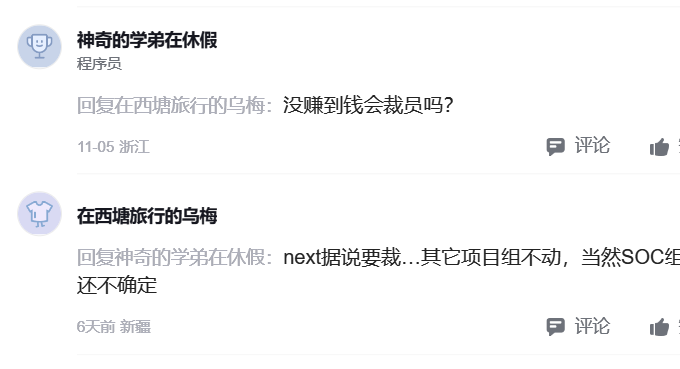 神奇的学弟在休假
程序员
回复在西塘旅行的乌梅：没赚到钱会裁员吗？
11-05 浙江
评论
在西塘旅行的乌梅
回复神奇的学弟在休假：next据说要裁…其它项目组不动，当然SOC组
还不确定
6天前 新疆
评论